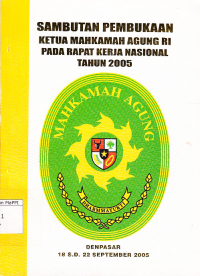 SAMBUTAN PEMBUKAAN
KETUA MAHKAMAH AGUNG RI
PADA RAPAT KERJA NASIONAL
TAHUN 2005
MAHKAMAH AGUNG
DENPASAR
18 S.D. 22 SEPTEMBER 2005
1